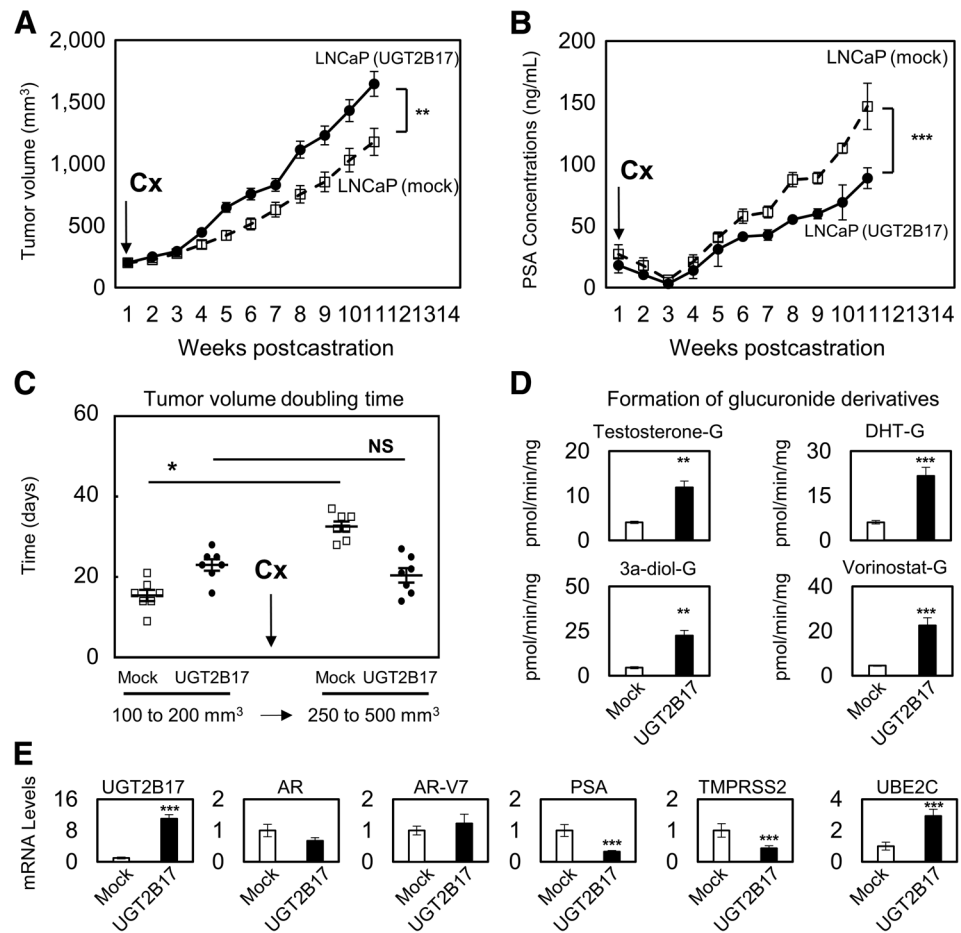 A
2,000
1,500
1,000
500
0
Tumor volume (mm³)
LNCaP (UGT2B17)
**
LNCaP (mock)
Cx
1 2 3 4 5 6 7 8 9 1011121314
Weeks postcastration
B
200
150
100
50
0
PSA Concentrations (ng/mL)
LNCaP (mock)
***
LNCaP (UGT2B17)
Cx
1 2 3 4 5 6 7 8 9 1011121314
Weeks postcastration
C
Tumor volume doubling time
60
40
20
0
Time (days)
NS
*
Cx
Mock UGT2B17 Mock UGT2B17
100 to 200 mm³ → 250 to 500 mm³
D
Formation of glucuronide derivatives
Testosterone-G
20
10
0
pmol/min/mg
**
DHT-G
30
15
0
pmol/min/mg
***
3a-diol-G
50
25
0
pmol/min/mg
**
Mock
UGT2B17
Vorinostat-G
40
20
0
pmol/min/mg
***
Mock
UGT2B17
E
mRNA Levels
UGT2B17
16
8
0
***
Mock
UGT2B17
AR
2
1
0
Mock
UGT2B17
AR-V7
2
1
0
Mock
UGT2B17
PSA
2
1
0
***
Mock
UGT2B17
TMPRSS2
2
1
0
***
Mock
UGT2B17
UBE2C
4
2
0
***
Mock
UGT2B17